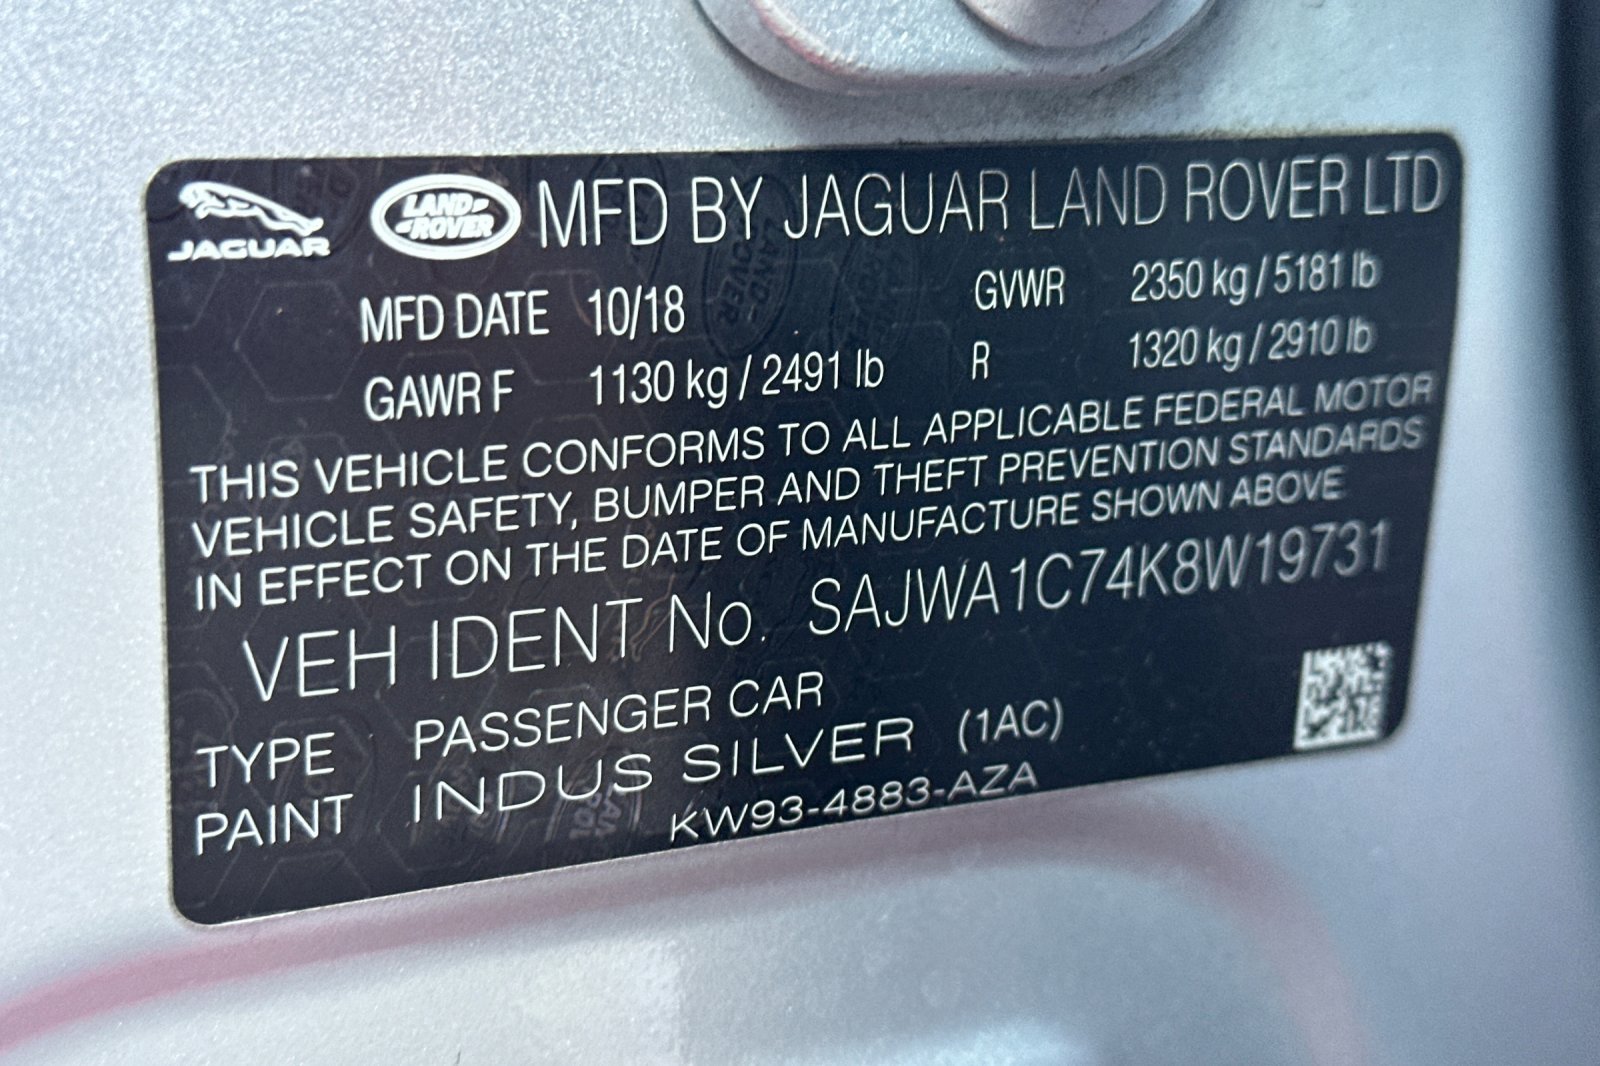 JAGUAR LAND ROVER MFD BY JAGUAR LAND ROVER LTD
MFD DATE 10/18 GVWR 2350 kg / 5181 lb
GAWR F 1130 kg / 2491 lb R 1320 kg / 2910 lb
THIS VEHICLE CONFORMS TO ALL APPLICABLE FEDERAL MOTOR
VEHICLE SAFETY, BUMPER AND THEFT PREVENTION STANDARDS
IN EFFECT ON THE DATE OF MANUFACTURE SHOWN ABOVE
VEH IDENT No. SAJWA1C74K8W19731
TYPE PASSENGER CAR
PAINT INDUS SILVER (1AC)
KW93-4883-AZA